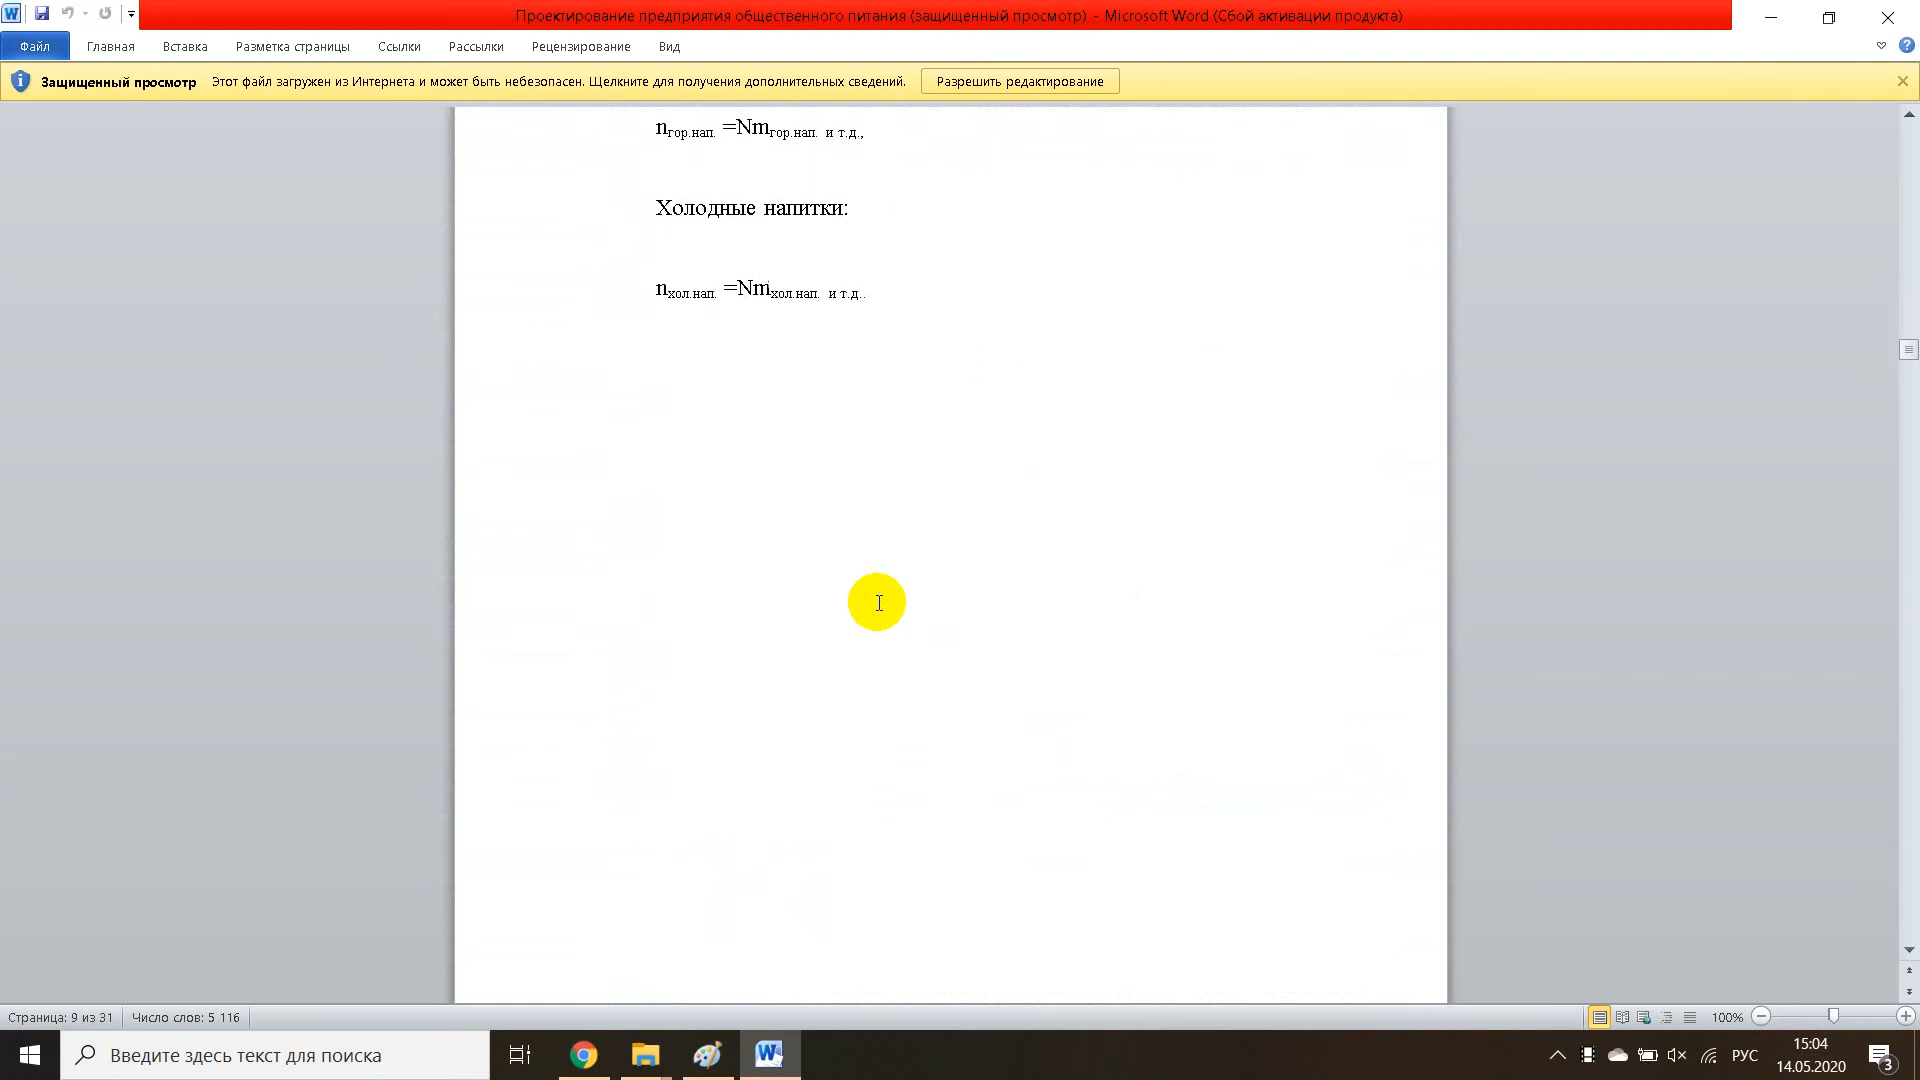 Проектирование предприятия общественного питания (защищенный просмотр) - Microsoft Word (Сбой активации продукта)
Файл Главная Вставка Разметка страницы Ссылки Рассылки Рецензирование Вид
Защищенный просмотр Этот файл загружен из Интернета и может быть небезопасен. Щелкните для получения дополнительных сведений. Разрешить редактирование
nгор.нап. =Nmгор.нап. и т.д.,
Холодные напитки:
nхол.нап. =Nmхол.нап. и т.д..
Страница: 9 из 31 Число слов: 5 116 100%
Введите здесь текст для поиска
РУС
15:04
14.05.2020
3